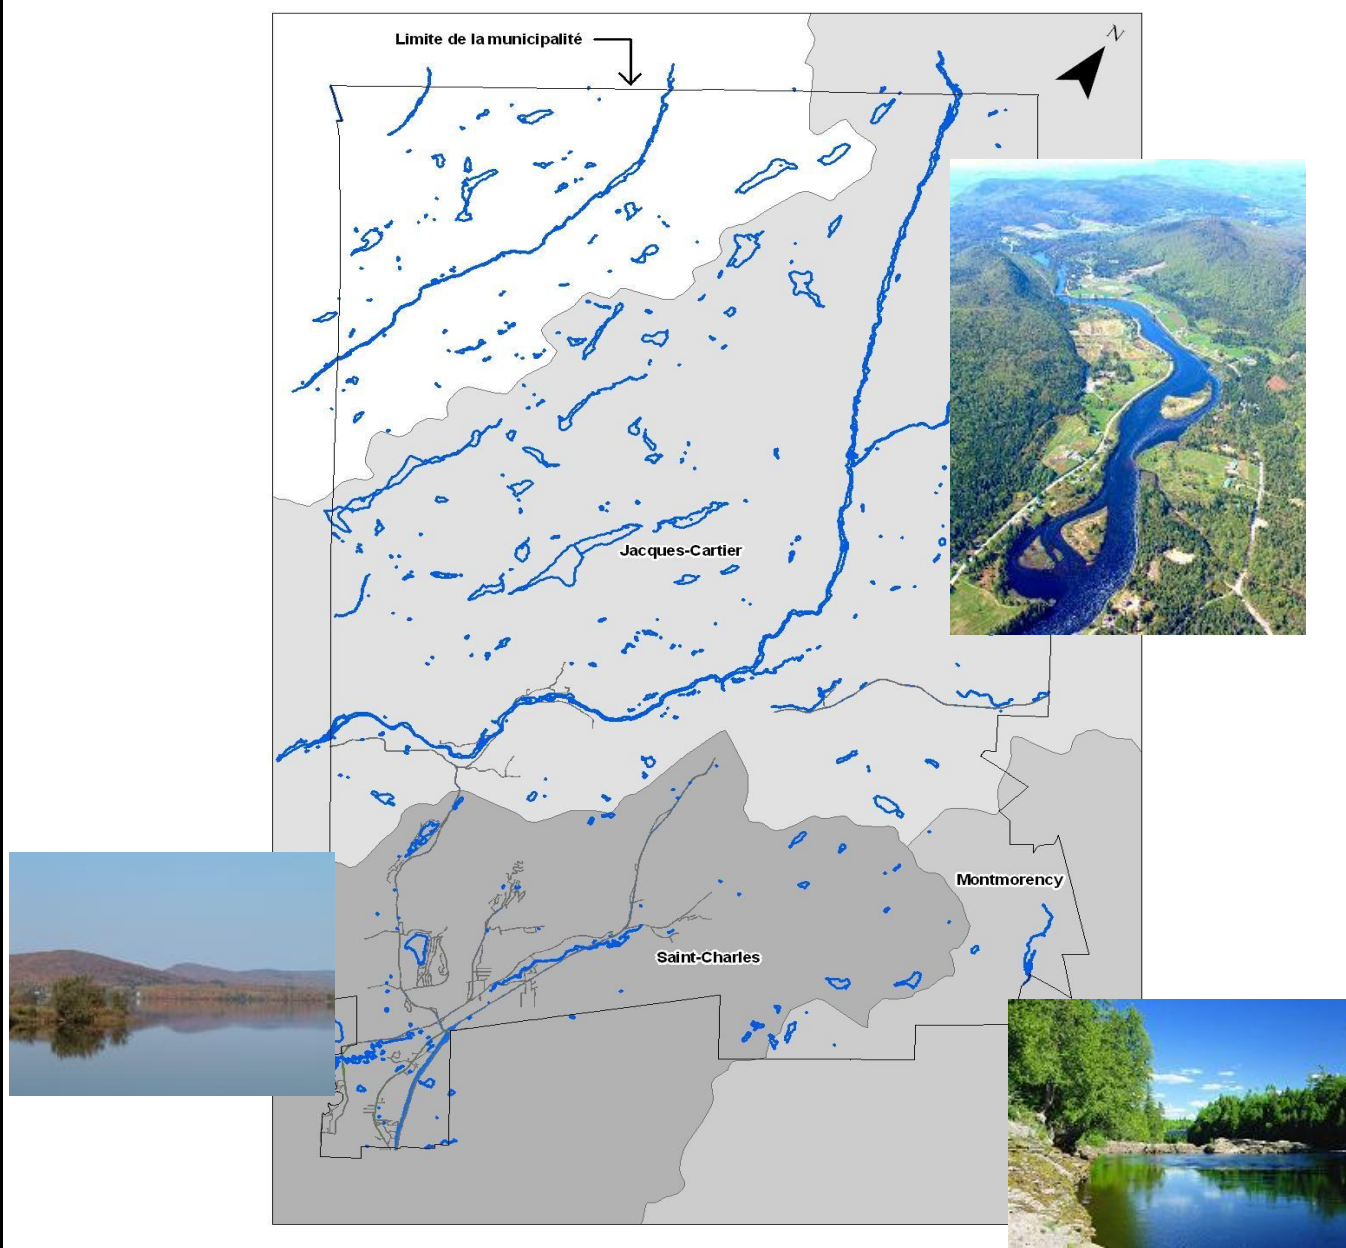 Limite de la municipalité
N
Jacques-Cartier
Montmorency
Saint-Charles